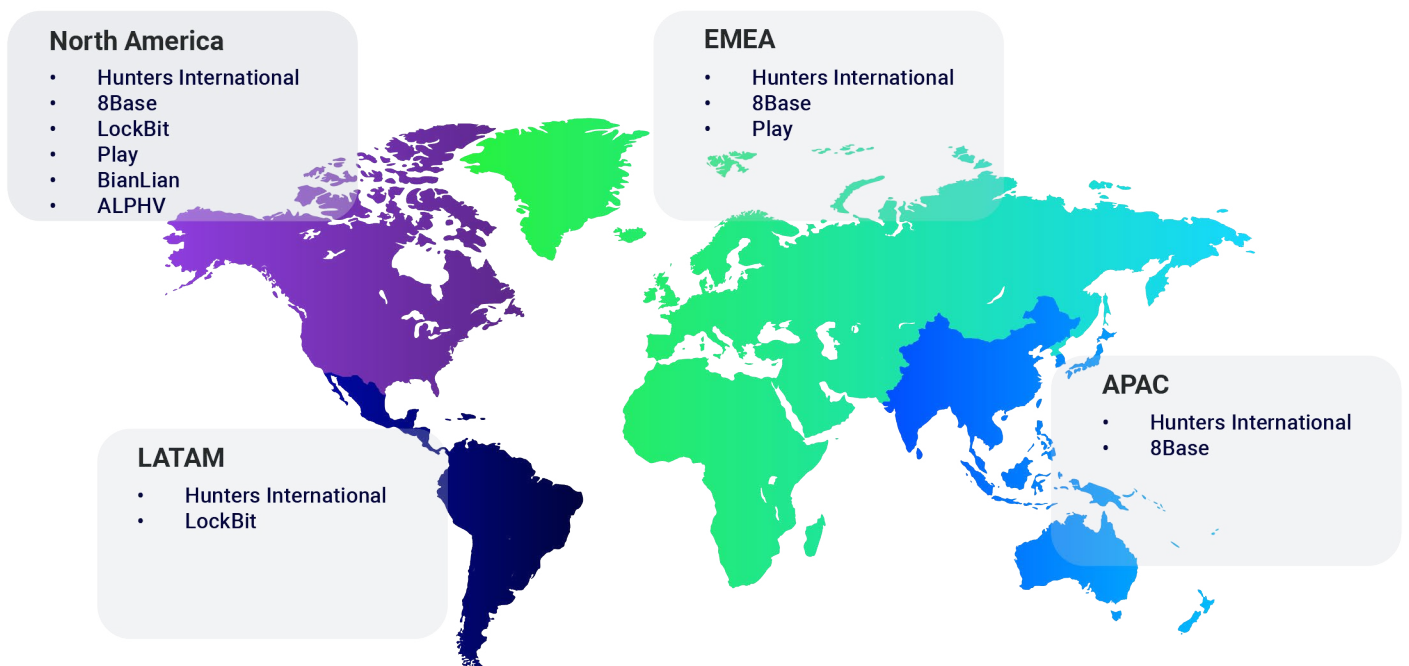 North America
• Hunters International
• 8Base
• LockBit
• Play
• BianLian
• ALPHV
EMEA
• Hunters International
• 8Base
• Play
LATAM
• Hunters International
• LockBit
APAC
• Hunters International
• 8Base